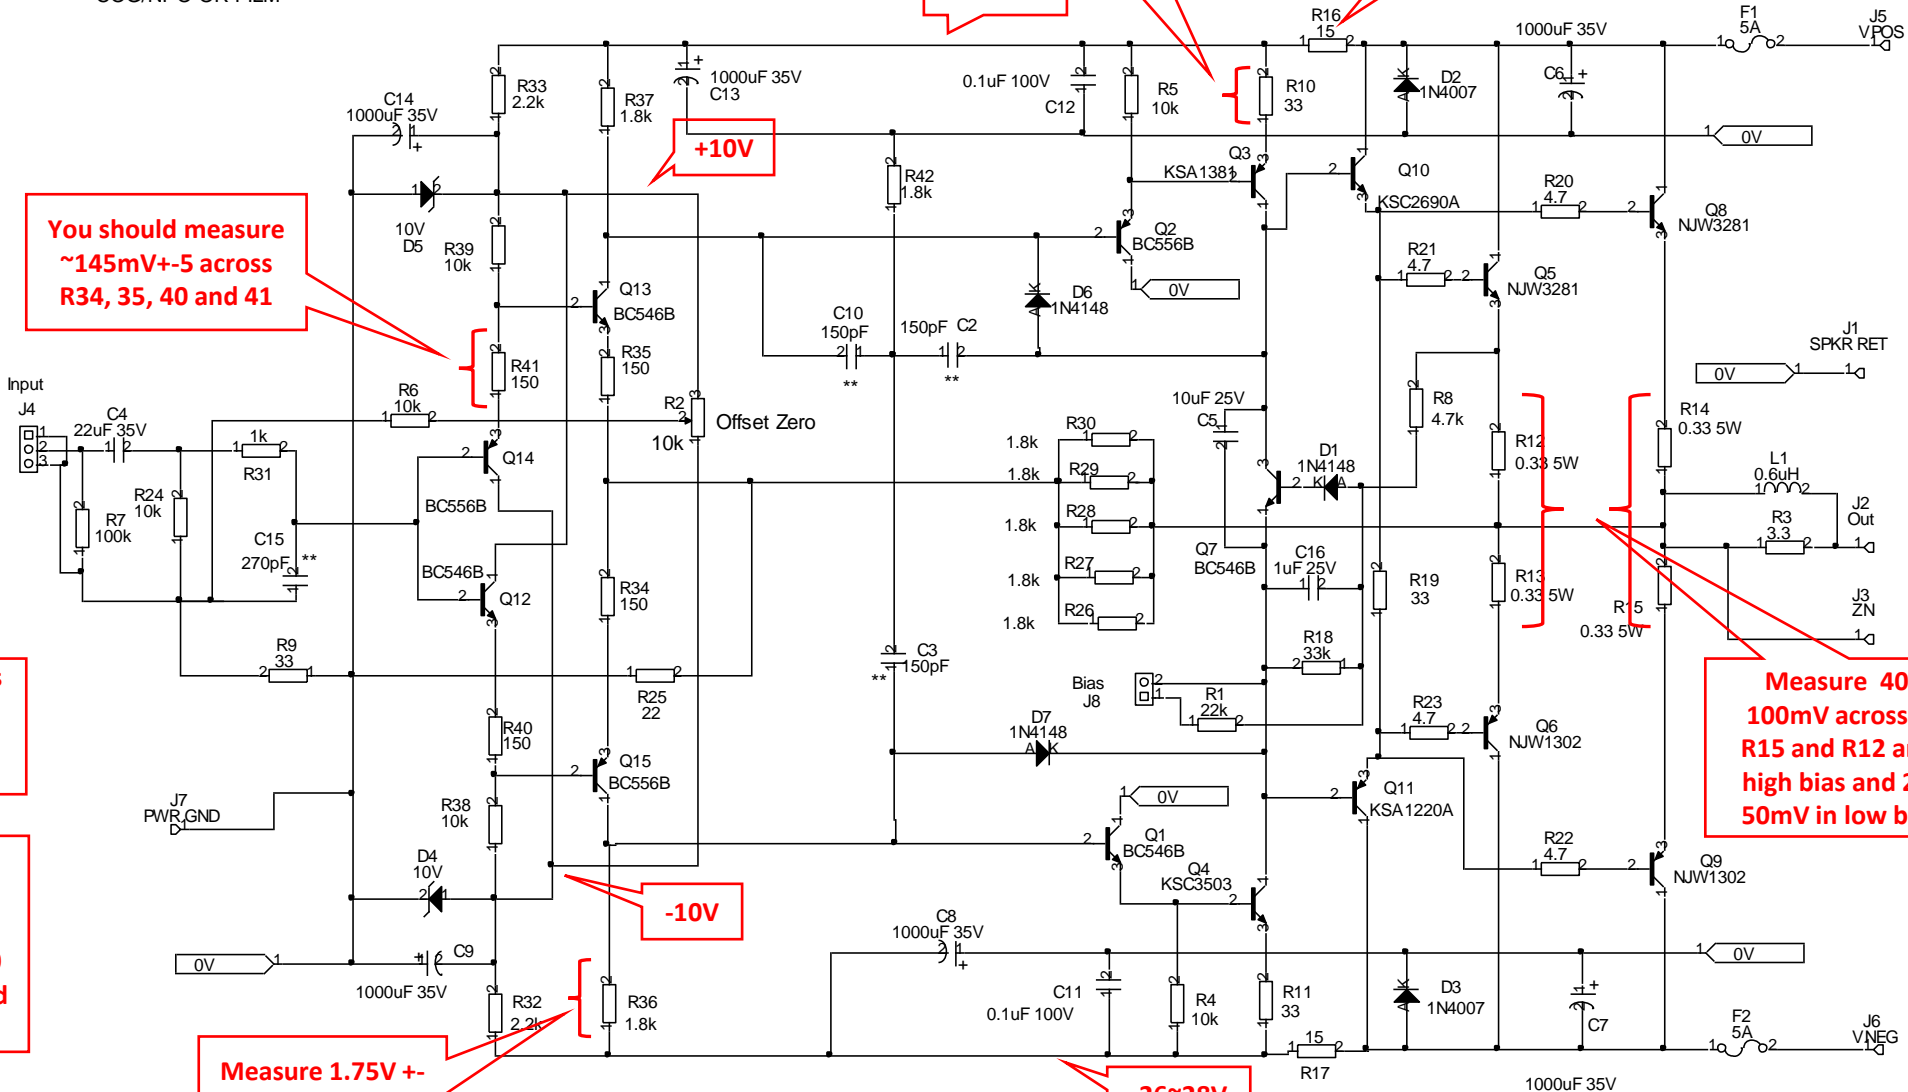 R16
15
1000uF 35V
F1
5A
J5
VPOS
R33
2.2k
C14
1000uF 35V
R37
1.8k
1000uF 35V
C13
0.1uF 100V
C12
R5
10k
R10
33
D2
1N4007
C6
0V
+10V
R42
1.8k
Q3
KSA1381
Q10
KSC2690A
R20
4.7
Q8
NJW3281
You should measure
~145mV+-5 across
R34, 35, 40 and 41
10V
D5
R39
10k
Q2
BC556B
0V
R21
4.7
Q5
NJW3281
Q13
BC546B
D6
1N4148
C10
150pF
**
150pF C2
**
J1
SPKR RET
0V
R41
150
R35
150
Input
J4
C4
22uF 35V
R6
10k
R2
10k
Offset Zero
1k
R31
10uF 25V
C5
R8
4.7k
R14
0.33 5W
R12
0.33 5W
R30
1.8k
R29
1.8k
R28
1.8k
R27
1.8k
R26
1.8k
D1
1N4148
L1
0.6uH
R3
3.3
J2
Out
Q14
BC556B
R24
10k
R7
100k
C15
270pF
**
BC546B
Q12
R34
150
Q7
BC546B
C16
1uF 25V
R19
33
R13
0.33 5W
R15
0.33 5W
J3
ZN
R9
33
R25
22
C3
150pF
**
R18
33k
Bias
J8
R1
22k
Measure 40
100mV across
R15 and R12
high bias and
50mV in low
R40
150
Q15
BC556B
D7
1N4148
R23
4.7
Q6
NJW1302
J7
PWR GND
R38
10k
0V
Q11
KSA1220A
Q1
BC546B
D4
10V
Q4
KSC3503
R22
4.7
Q9
NJW1302
-10V
C8
1000uF 35V
0V
C9
1000uF 35V
0V
R32
2.2k
R36
1.8k
C11
0.1uF 100V
R4
10k
R11
33
D3
1N4007
C7
F2
5A
J6
VNEG
15
R17
Measure 1.75V +-
1000uF 35V